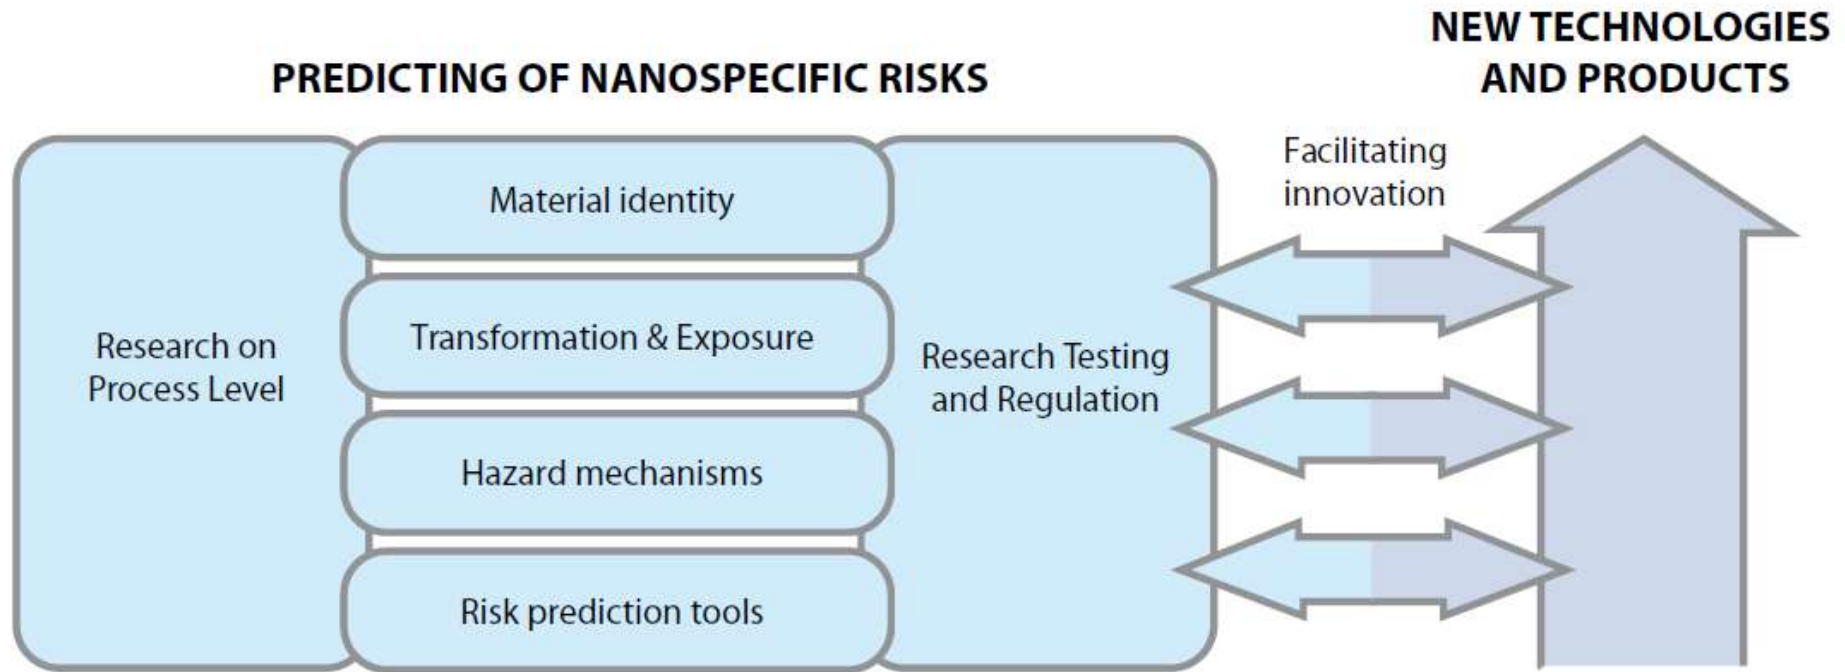 PREDICTING OF NANOSPECIFIC RISKS
NEW TECHNOLOGIES
AND PRODUCTS
Research on
Process Level
Material identity
Transformation & Exposure
Hazard mechanisms
Risk prediction tools
Research Testing
and Regulation
Facilitating
innovation